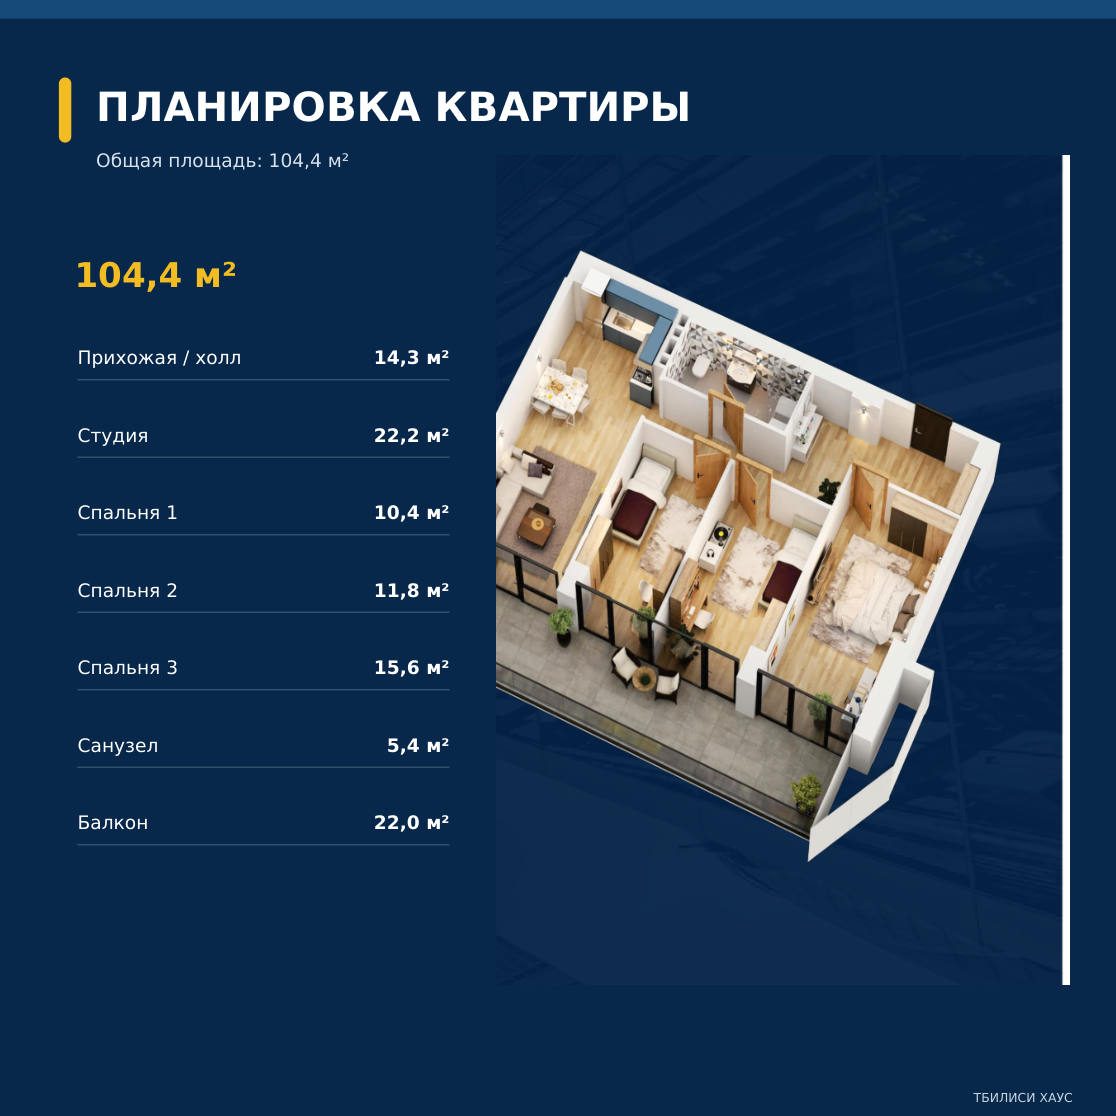 ПЛАНИРОВКА КВАРТИРЫ
Общая площадь: 104,4 м²
104,4 м²
Прихожая / холл 14,3 м²
Студия 22,2 м²
Спальня 1 10,4 м²
Спальня 2 11,8 м²
Спальня 3 15,6 м²
Санузел 5,4 м²
Балкон 22,0 м²
ТБИЛИСИ ХАУС